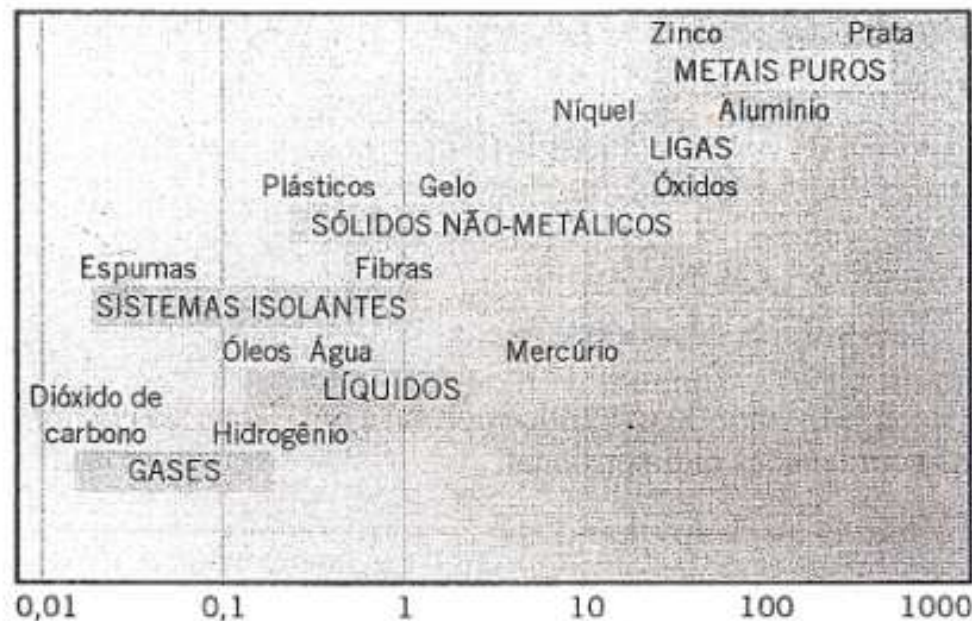 Zinco Prata
METAIS PUROS
Níquel Alumínio
LIGAS
Plásticos Gelo Óxidos
SÓLIDOS NÃO-METÁLICOS
Espumas Fibras
SISTEMAS ISOLANTES
Óleos Água Mercúrio
LÍQUIDOS
Dióxido de
carbono Hidrogênio
GASES
0,01 0,1 1 10 100 1000